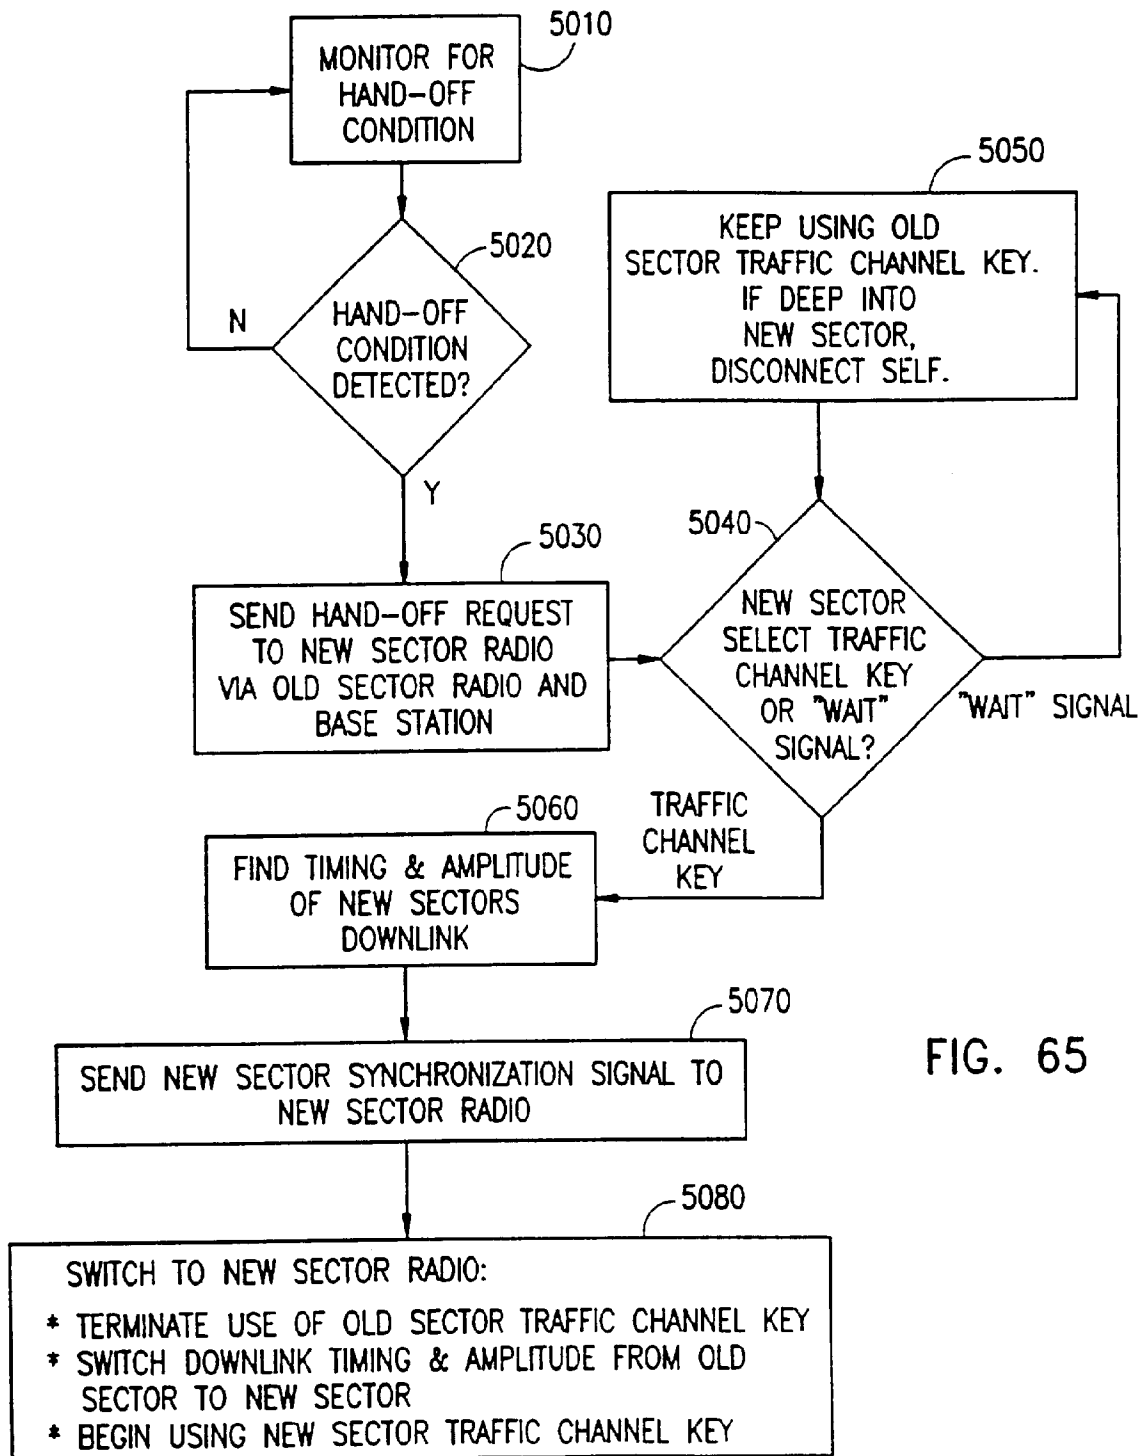 5010
MONITOR FOR
HAND-OFF
CONDITION
5020
HAND-OFF
CONDITION
DETECTED?
N
Y
5030
SEND HAND-OFF REQUEST
TO NEW SECTOR RADIO
VIA OLD SECTOR RADIO AND
BASE STATION
5050
KEEP USING OLD
SECTOR TRAFFIC CHANNEL KEY.
IF DEEP INTO
NEW SECTOR,
DISCONNECT SELF.
5040
NEW SECTOR
SELECT TRAFFIC
CHANNEL KEY
OR "WAIT"
SIGNAL?
"WAIT" SIGNAL
TRAFFIC
CHANNEL
KEY
5060
FIND TIMING & AMPLITUDE
OF NEW SECTORS
DOWNLINK
5070
SEND NEW SECTOR SYNCHRONIZATION SIGNAL TO
NEW SECTOR RADIO
FIG. 65
5080
SWITCH TO NEW SECTOR RADIO:
* TERMINATE USE OF OLD SECTOR TRAFFIC CHANNEL KEY
* SWITCH DOWNLINK TIMING & AMPLITUDE FROM OLD
SECTOR TO NEW SECTOR
* BEGIN USING NEW SECTOR TRAFFIC CHANNEL KEY